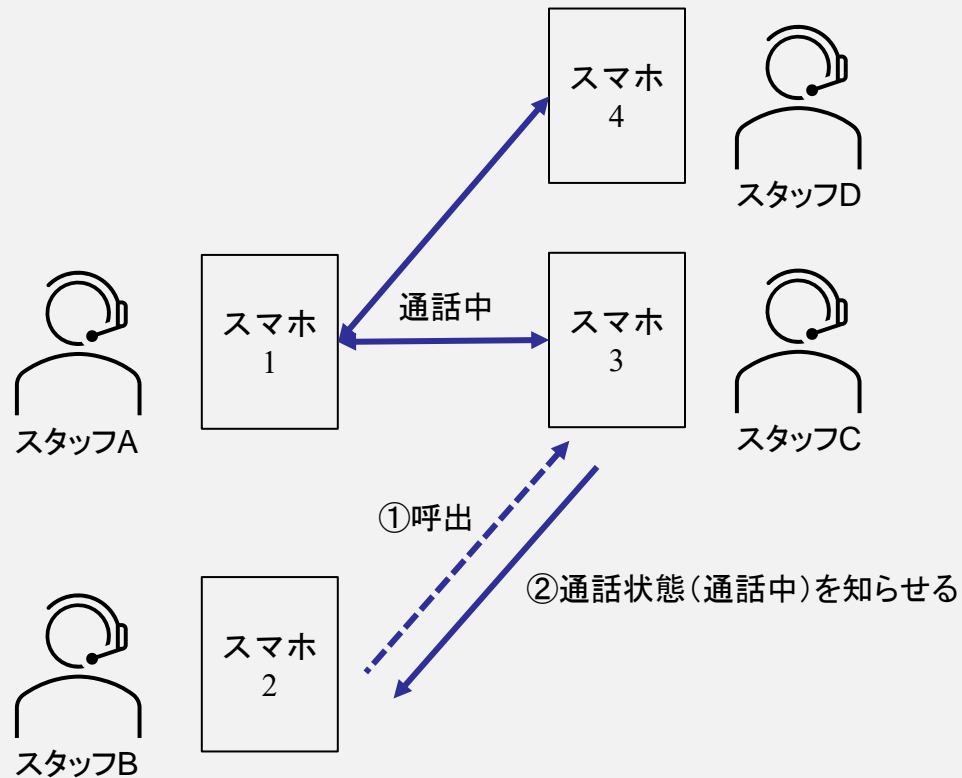 スマホ
4
スタッフD
通話中
スマホ
1
スタッフA
スマホ
3
スタッフC
①呼出
②通話状態(通話中)を知らせる
スマホ
2
スタッフB